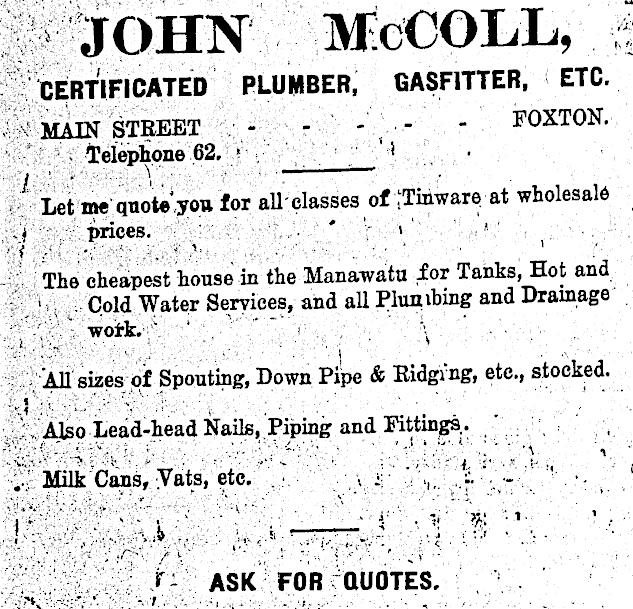 JOHN McCOLL,
CERTIFICATED PLUMBER, GASFITTER, ETC.
MAIN STREET - - - - - FOXTON.
Telephone 62.
Let me quote you for all classes of Tinware at wholesale
prices.
The cheapest house in the Manawatu for Tanks, Hot and
Cold Water Services, and all Plumbing and Drainage
work.
All sizes of Spouting, Down Pipe & Ridging, etc., stocked.
Also Lead-head Nails, Piping and Fittings.
Milk Cans, Vats, etc.
ASK FOR QUOTES.